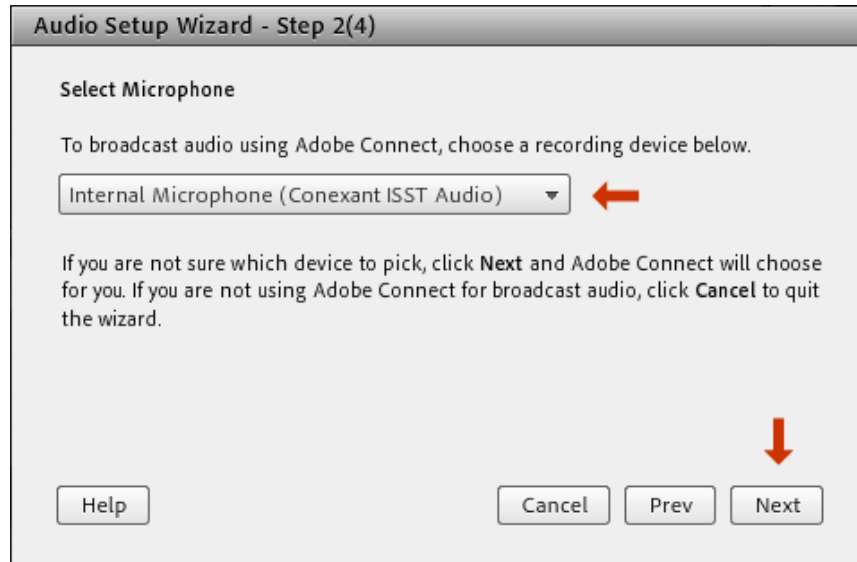 Audio Setup Wizard - Step 2(4)
Select Microphone
To broadcast audio using Adobe Connect, choose a recording device below.
Internal Microphone (Conexant ISST Audio)
If you are not sure which device to pick, click Next and Adobe Connect will choose
for you. If you are not using Adobe Connect for broadcast audio, click Cancel to quit
the wizard.
Help Cancel Prev Next